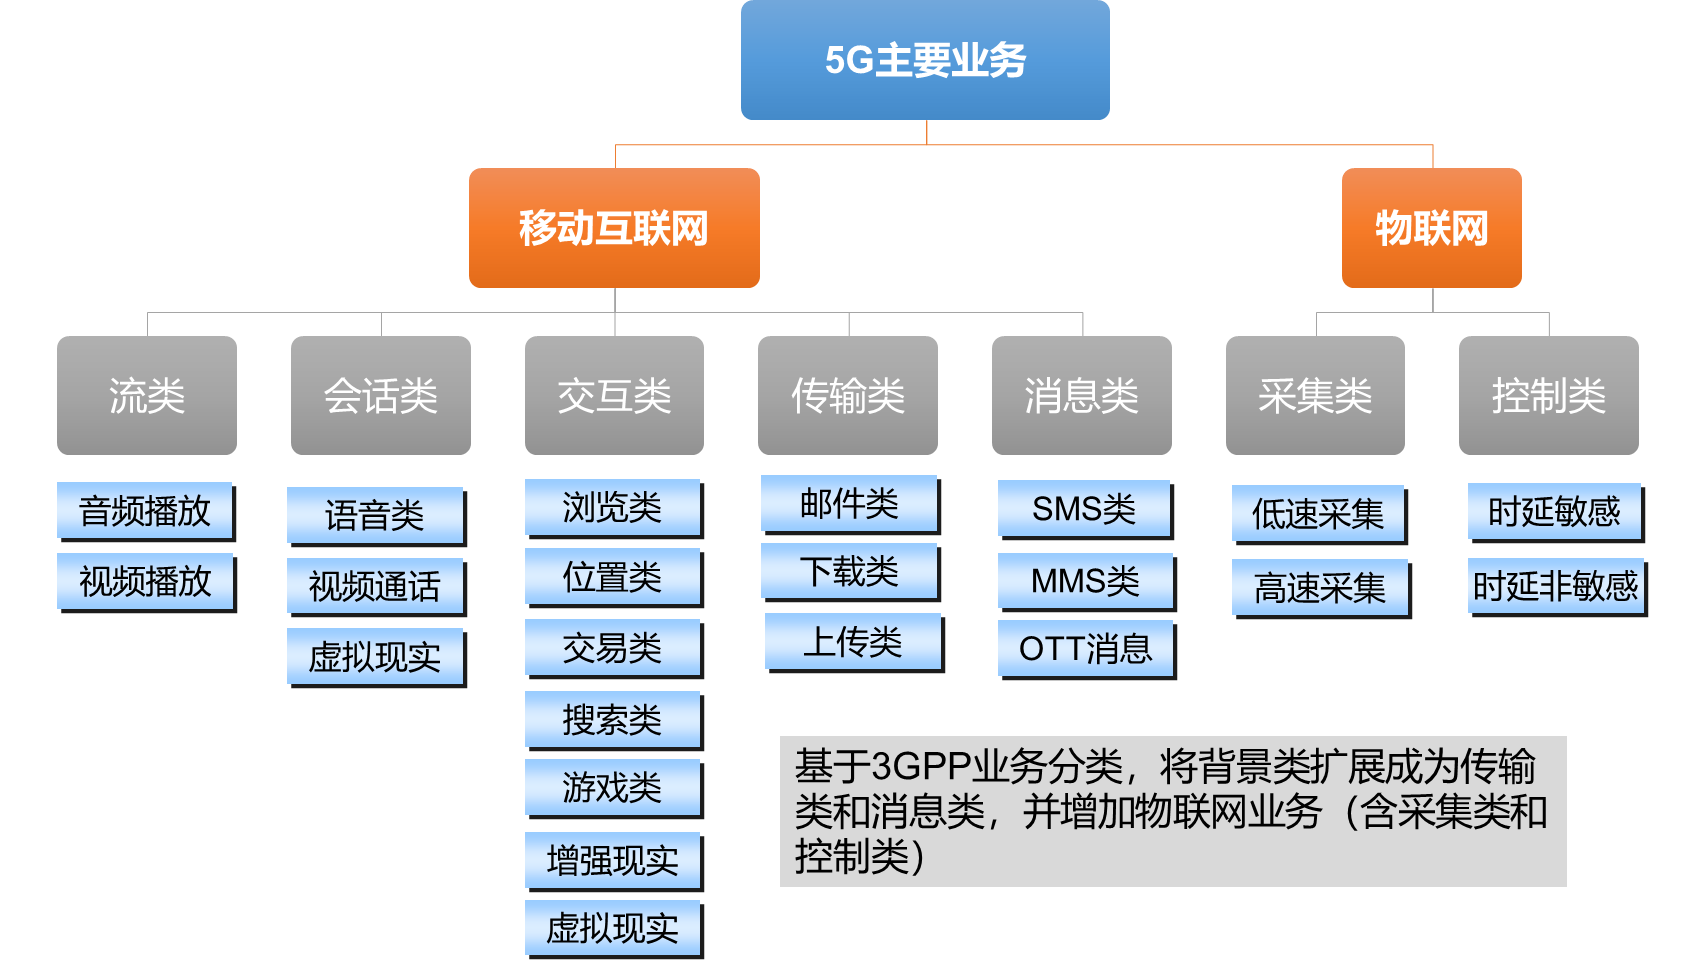 5G主要业务
移动互联网
物联网
流类
会话类
交互类
传输类
消息类
采集类
控制类
音频播放
视频播放
语音类
视频通话
虚拟现实
浏览类
位置类
交易类
搜索类
游戏类
增强现实
虚拟现实
邮件类
下载类
上传类
SMS类
MMS类
OTT消息
低速采集
高速采集
时延敏感
时延非敏感
基于3GPP业务分类，将背景类扩展成为传输
类和消息类，并增加物联网业务（含采集类和
控制类）